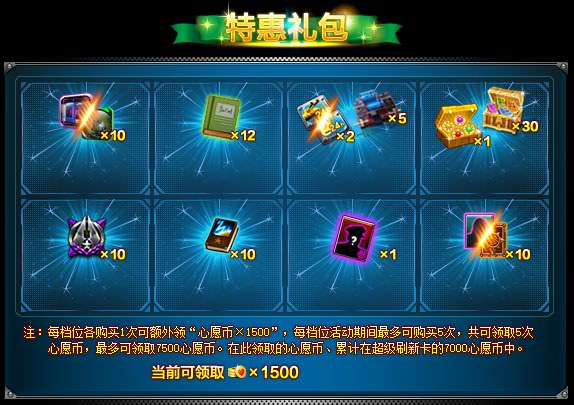 特惠礼包
×10
×12
×2
×5
×1
×30
×10
×10
×1
×10
注：每档位各购买1次可额外领“心愿币×1500”，每档位活动期间最多可购买5次，共可领取5次
心愿币，最多可领取7500心愿币。在此领取的心愿币、累计在超级刷新卡的7000心愿币中。
当前可领取 ×1500